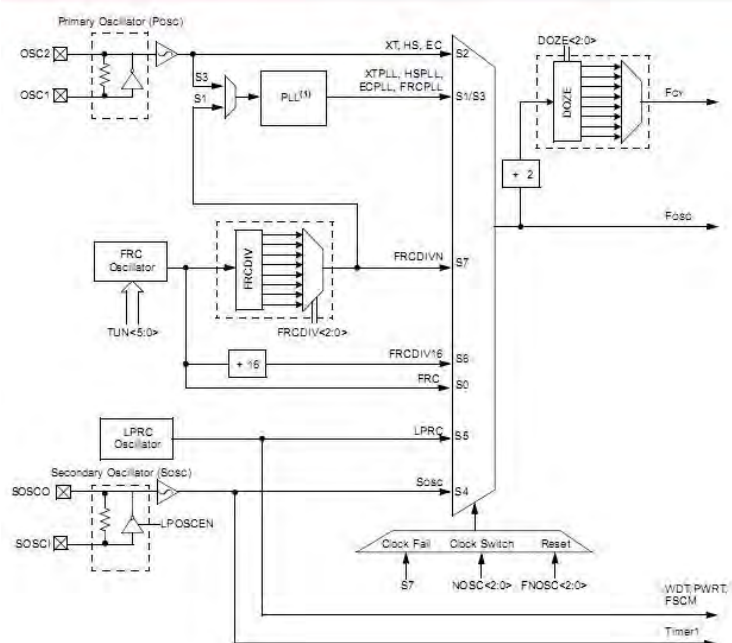 Primary Oscillator (POSC)
DOZE<2:0>
OSC2
XT, HS, EC
S2
S3
XTPLL, HSPLL,
ECPLL, FRCPLL
S1/S3
PLL(1)
S1
OSC1
DOZE
FCY
÷ 2
FOSC
FRC
Oscillator
FRCDIV
FRCDIVN
S7
TUN<5:0>
FRCDIV<2:0>
÷ 16
FRCDIV16
S6
FRC
S0
LPRC
Oscillator
LPRC
S5
Secondary Oscillator (SOSC)
SOSCO
SOSC
S4
LPOSCEN
SOSCI
Clock Fail
Clock Switch
Reset
S7
NOSC<2:0>
FNOSC<2:0>
WDT, PWRT,
FSCM
Timer1